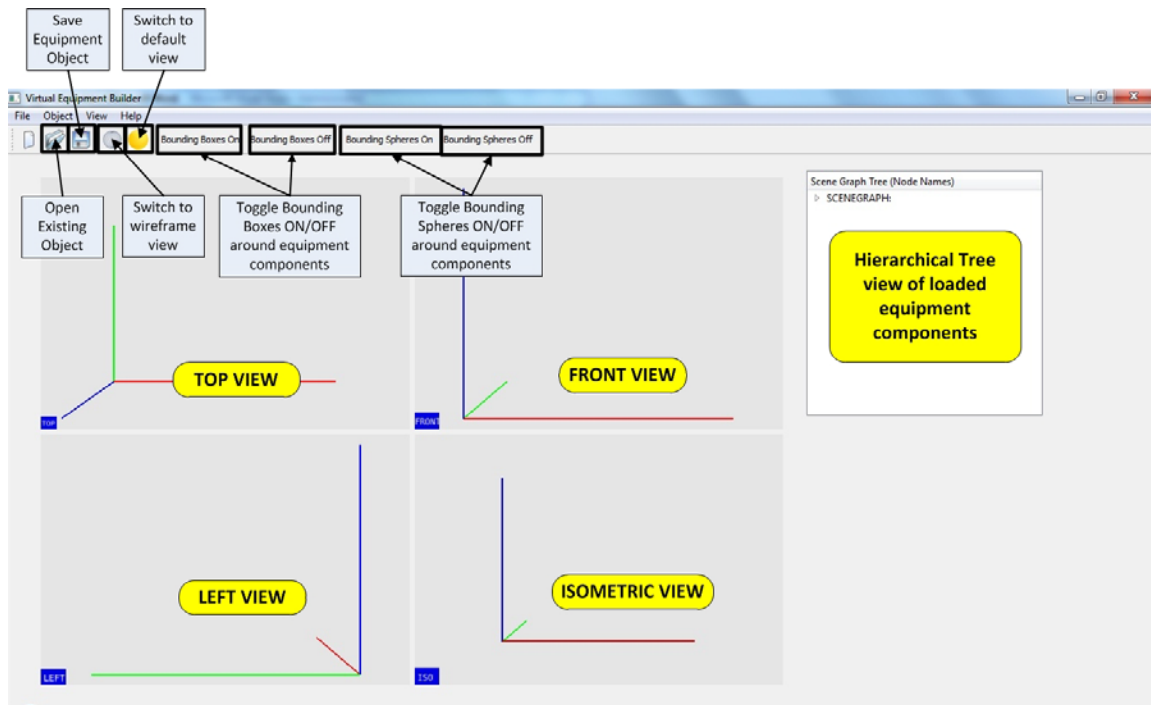 Save
Equipment
Object
Switch to
default
view
Virtual Equipment Builder
File Object View Help
Bounding Boxes On
Bounding Boxes Off
Bounding Spheres On
Bounding Spheres Off
Open
Existing
Object
Switch to
wireframe
view
Toggle Bounding
Boxes ON/OFF
around equipment
components
Toggle Bounding
Spheres ON/OFF
around equipment
components
Scene Graph Tree (Node Names)
SCENEGRAPH:
Hierarchical Tree
view of loaded
equipment
components
TOP VIEW
TOP
FRONT VIEW
FRONT
LEFT VIEW
LEFT
ISOMETRIC VIEW
ISO